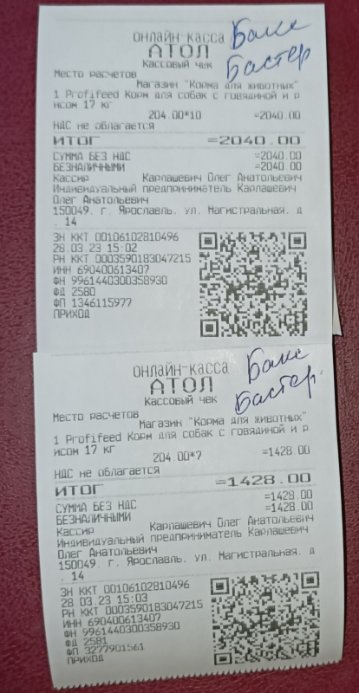 ОНЛАЙН-КАССА Бакс
АТОЛ Бастер
Кассовый чек
Место расчетов
Магазин "Корма для животных"
1 Profifeed Корм для собак с говядиной и р
исом 17 кг
204.00*10 =2040.00
НДС не облагается
ИТОГ =2040.00
СУММА БЕЗ НДС =2040.00
БЕЗНАЛИЧНЫМИ =2040.00
Кассир Карлашевич Олег Анатольевич
Индивидуальный предприниматель Карлашевич
Олег Анатольевич
150049. г. Ярославль. ул. Магистральная. д
. 14
ЗН ККТ 00106102810496
28.03.23 15:02
РН ККТ 0003590183047215
ИНН 690400613407
ФН 9961440300358930
ФД 2580
ФП 1346115977
ПРИХОД
ОНЛАЙН-КАССА Бакс
АТОЛ Бастер.
Кассовый чек
Место расчетов
Магазин "Корма для животных"
1 Profifeed Корм для собак с говядиной и р
исом 17 кг
204.00*7 =1428.00
НДС не облагается
ИТОГ =1428.00
СУММА БЕЗ НДС =1428.00
БЕЗНАЛИЧНЫМИ =1428.00
Кассир Карлашевич Олег Анатольевич
Индивидуальный предприниматель Карлашевич
Олег Анатольевич
150049. г. Ярославль. ул. Магистральная. д
. 14
ЗН ККТ 00106102810496
28.03.23 15:03
РН ККТ 0003590183047215
ИНН 690400613407
ФН 9961440300358930
ФД 2581
ФП 3277901561
ПРИХОД